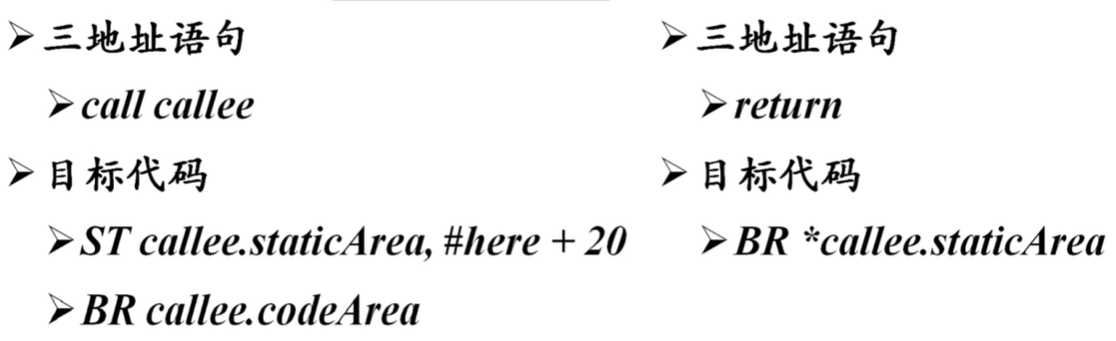 ➢三地址语句
➢call callee
➢目标代码
➢ST callee.staticArea, #here + 20
➢BR callee.codeArea
➢三地址语句
➢return
➢目标代码
➢BR *callee.staticArea